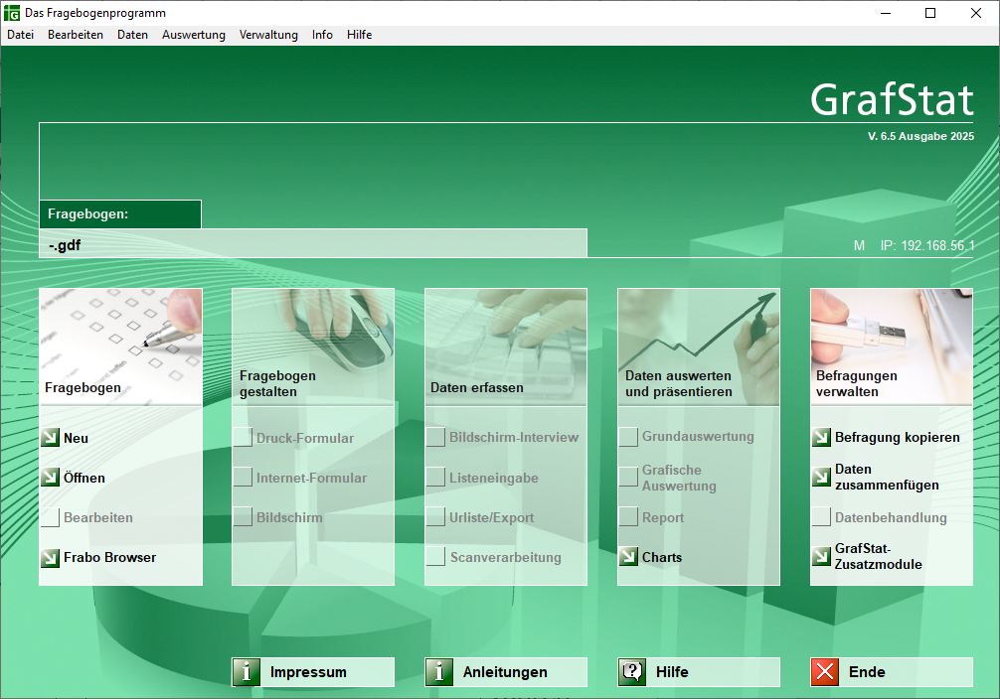 Das Fragebogenprogramm
Datei Bearbeiten Daten Auswertung Verwaltung Info Hilfe
GrafStat
V. 6.5 Ausgabe 2025
Fragebogen:
-.gdf
M IP: 192.168.56.1
Fragebogen
Neu
Öffnen
Bearbeiten
Frabo Browser
Fragebogen
gestalten
Druck-Formular
Internet-Formular
Bildschirm
Daten erfassen
Bildschirm-Interview
Listeneingabe
Urliste/Export
Scanverarbeitung
Daten auswerten
und präsentieren
Grundauswertung
Grafische
Auswertung
Report
Charts
Befragungen
verwalten
Befragung kopieren
Daten
zusammenfügen
Datenbehandlung
GrafStat-
Zusatzmodule
Impressum
Anleitungen
Hilfe
Ende